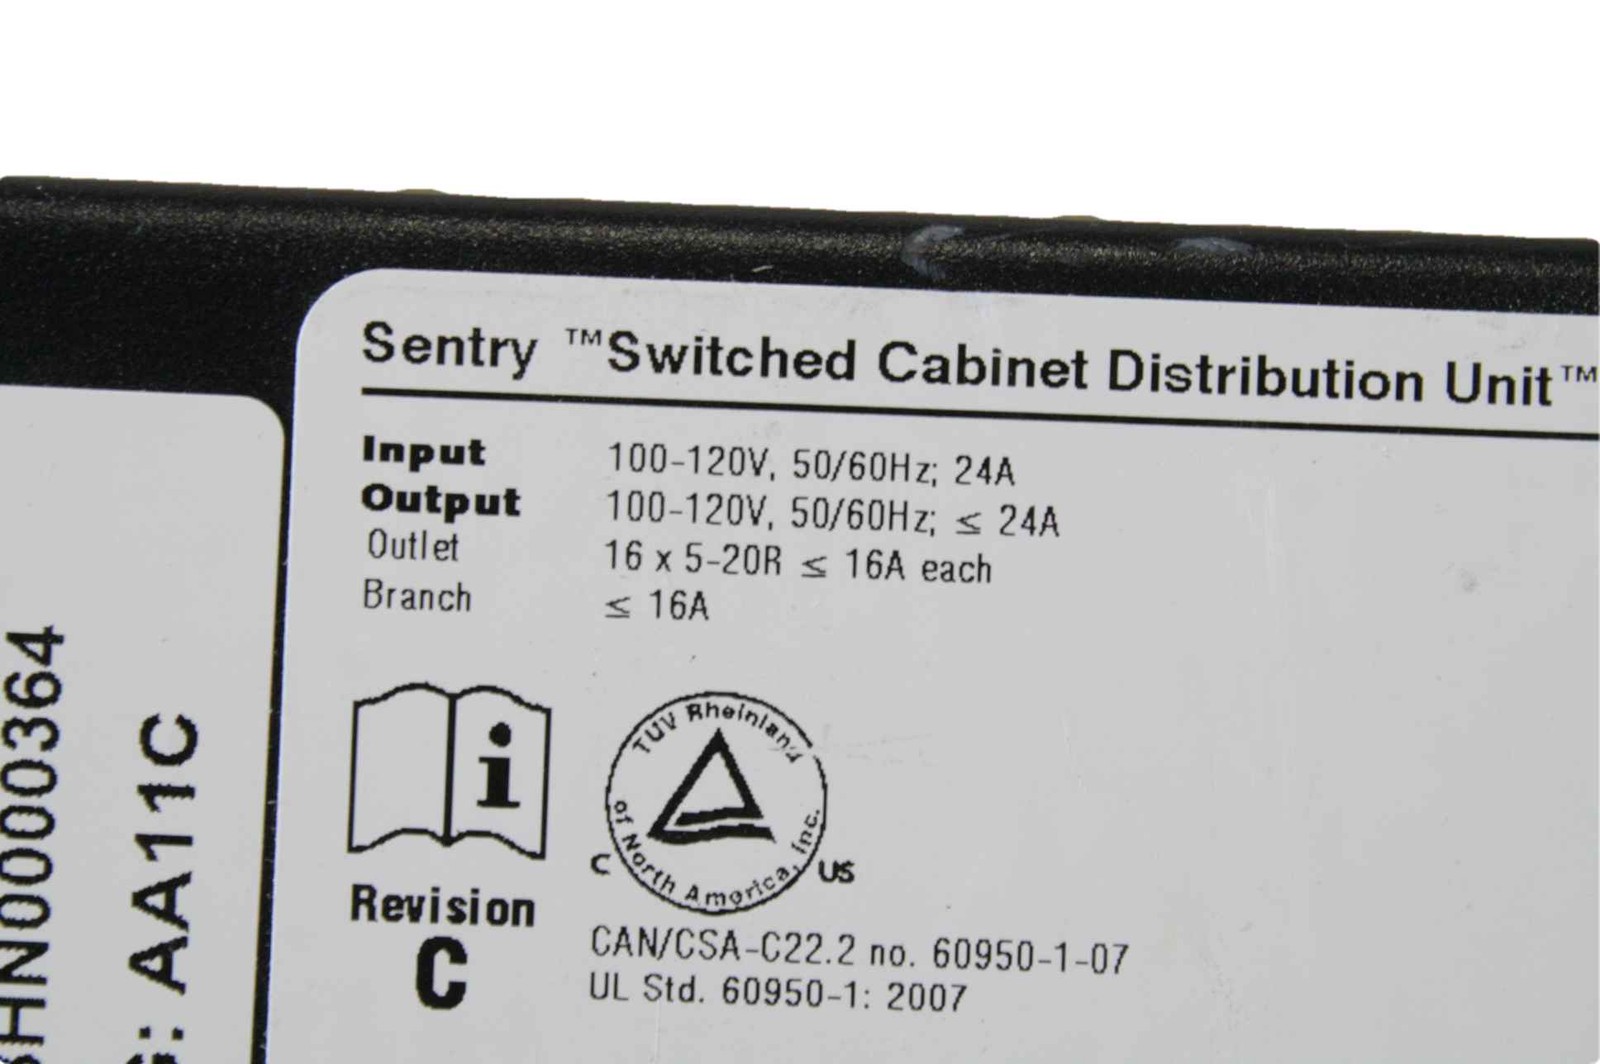 Sentry ™Switched Cabinet Distribution Unit™
Input 100-120V, 50/60Hz; 24A
Output 100-120V, 50/60Hz; ≤ 24A
Outlet 16 x 5-20R ≤ 16A each
Branch ≤ 16A
i
TUV Rheinland
of North America, Inc.
C US
Revision
C
CAN/CSA-C22.2 no. 60950-1-07
UL Std. 60950-1: 2007
HN0000364
: AA11C